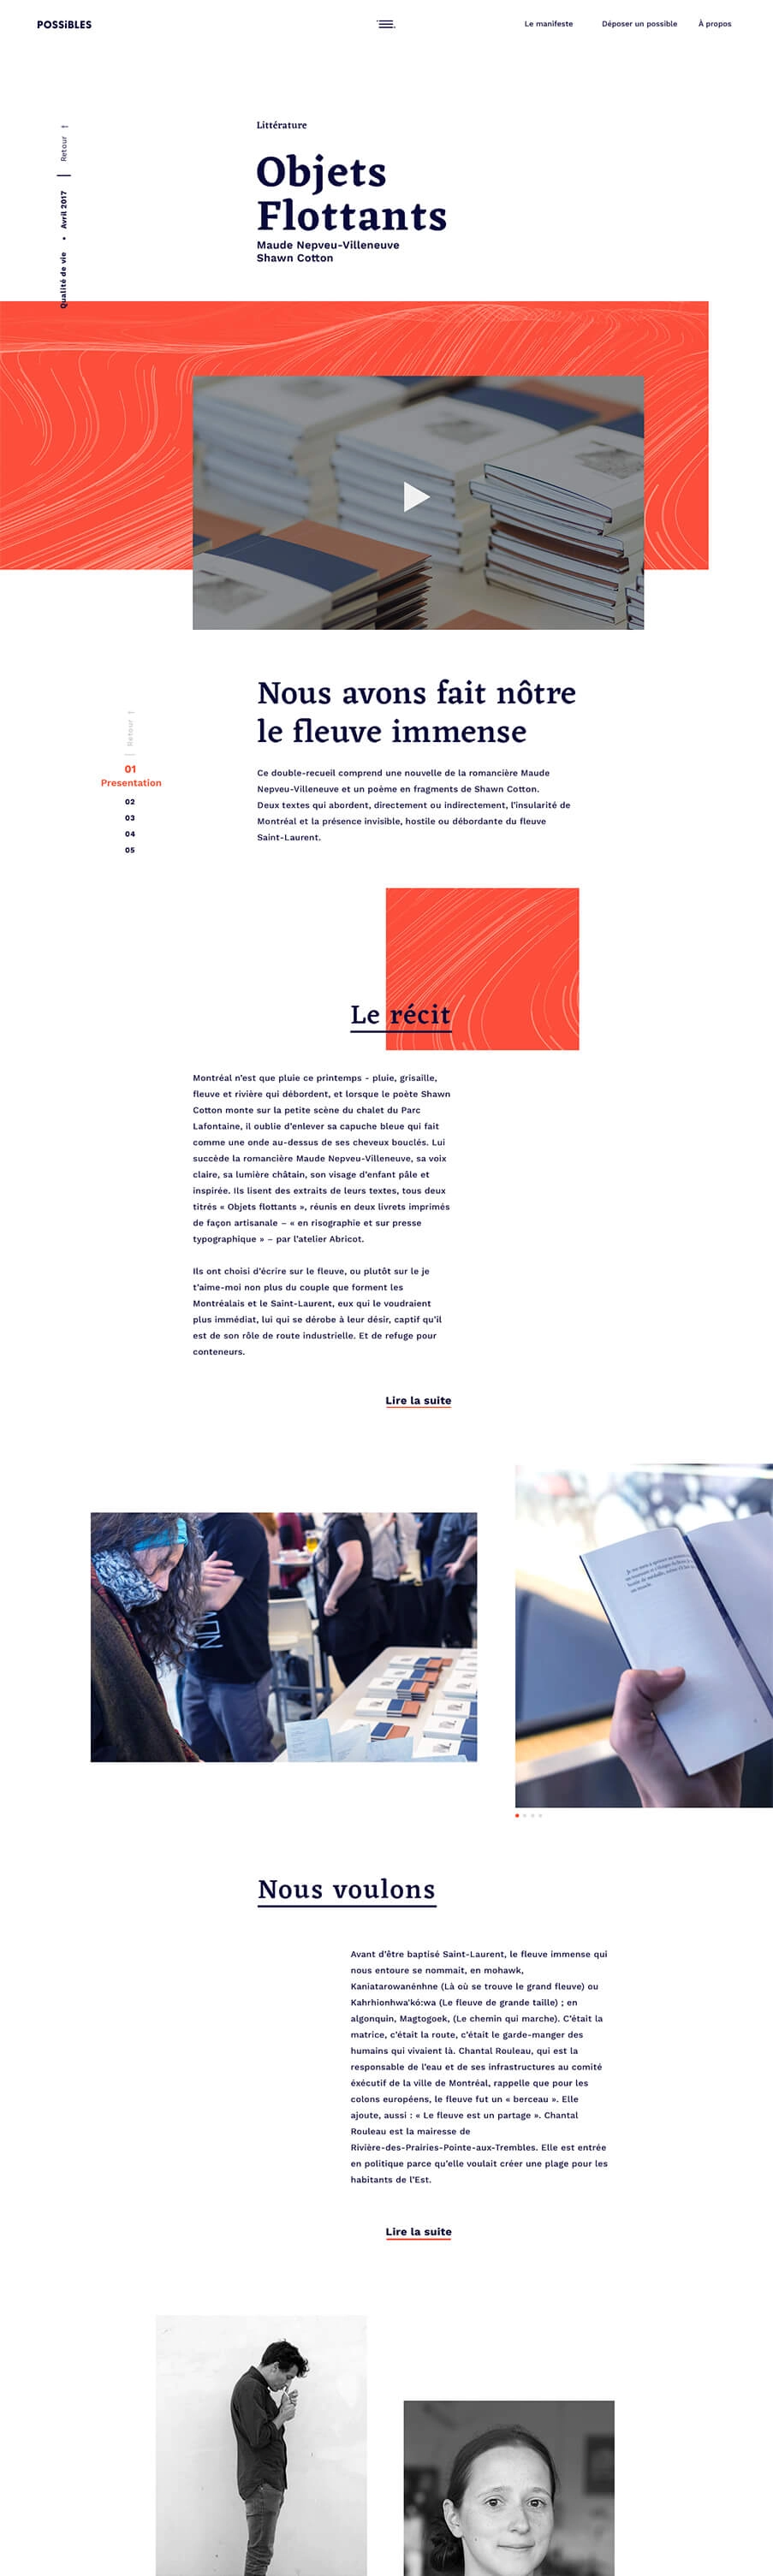 POSSiBLES
Le manifeste
Déposer un possible
À propos
Retour
Avril 2017
Qualité de vie
Littérature
Objets
Flottants
Maude Nepveu-Villeneuve
Shawn Cotton
Nous avons fait nôtre
le fleuve immense
Retour
01
Presentation
02
03
04
05
Ce double-recueil comprend une nouvelle de la romancière Maude
Nepveu-Villeneuve et un poème en fragments de Shawn Cotton.
Deux textes qui abordent, directement ou indirectement, l'insularité de
Montréal et la présence invisible, hostile ou débordante du fleuve
Saint-Laurent.
Le récit
Montréal n'est que pluie ce printemps - pluie, grisaille,
fleuve et rivière qui débordent, et lorsque le poète Shawn
Cotton monte sur la petite scène du chalet du Parc
Lafontaine, il oublie d'enlever sa capuche bleue qui fait
comme une onde au-dessus de ses cheveux bouclés. Lui
succède la romancière Maude Nepveu-Villeneuve, sa voix
claire, sa lumière châtain, son visage d'enfant pâle et
inspirée. Ils lisent des extraits de leurs textes, tous deux
titrés « Objets flottants », réunis en deux livrets imprimés
de façon artisanale – « en risographie et sur presse
typographique » – par l'atelier Abricot.
Ils ont choisi d'écrire sur le fleuve, ou plutôt sur le je
t'aime-moi non plus du couple que forment les
Montréalais et le Saint-Laurent, eux qui le voudraient
plus immédiat, lui qui se dérobe à leur désir, captif qu'il
est de son rôle de route industrielle. Et de refuge pour
conteneurs.
Lire la suite
Nous voulons
Avant d'être baptisé Saint-Laurent, le fleuve immense qui
nous entoure se nommait, en mohawk,
Kaniatarowanénhne (Là où se trouve le grand fleuve) ou
Kahrhionhwa'kó:wa (Le fleuve de grande taille) ; en
algonquin, Magtogoek, (Le chemin qui marche). C'était la
matrice, c'était la route, c'était le garde-manger des
humains qui vivaient là. Chantal Rouleau, qui est la
responsable de l'eau et de ses infrastructures au comité
éxécutif de la ville de Montréal, rappelle que pour les
colons européens, le fleuve fut un « berceau ». Elle
ajoute, aussi : « Le fleuve est un partage ». Chantal
Rouleau est la mairesse de
Rivière-des-Prairies-Pointe-aux-Trembles. Elle est entrée
en politique parce qu'elle voulait créer une plage pour les
habitants de l'Est.
Lire la suite